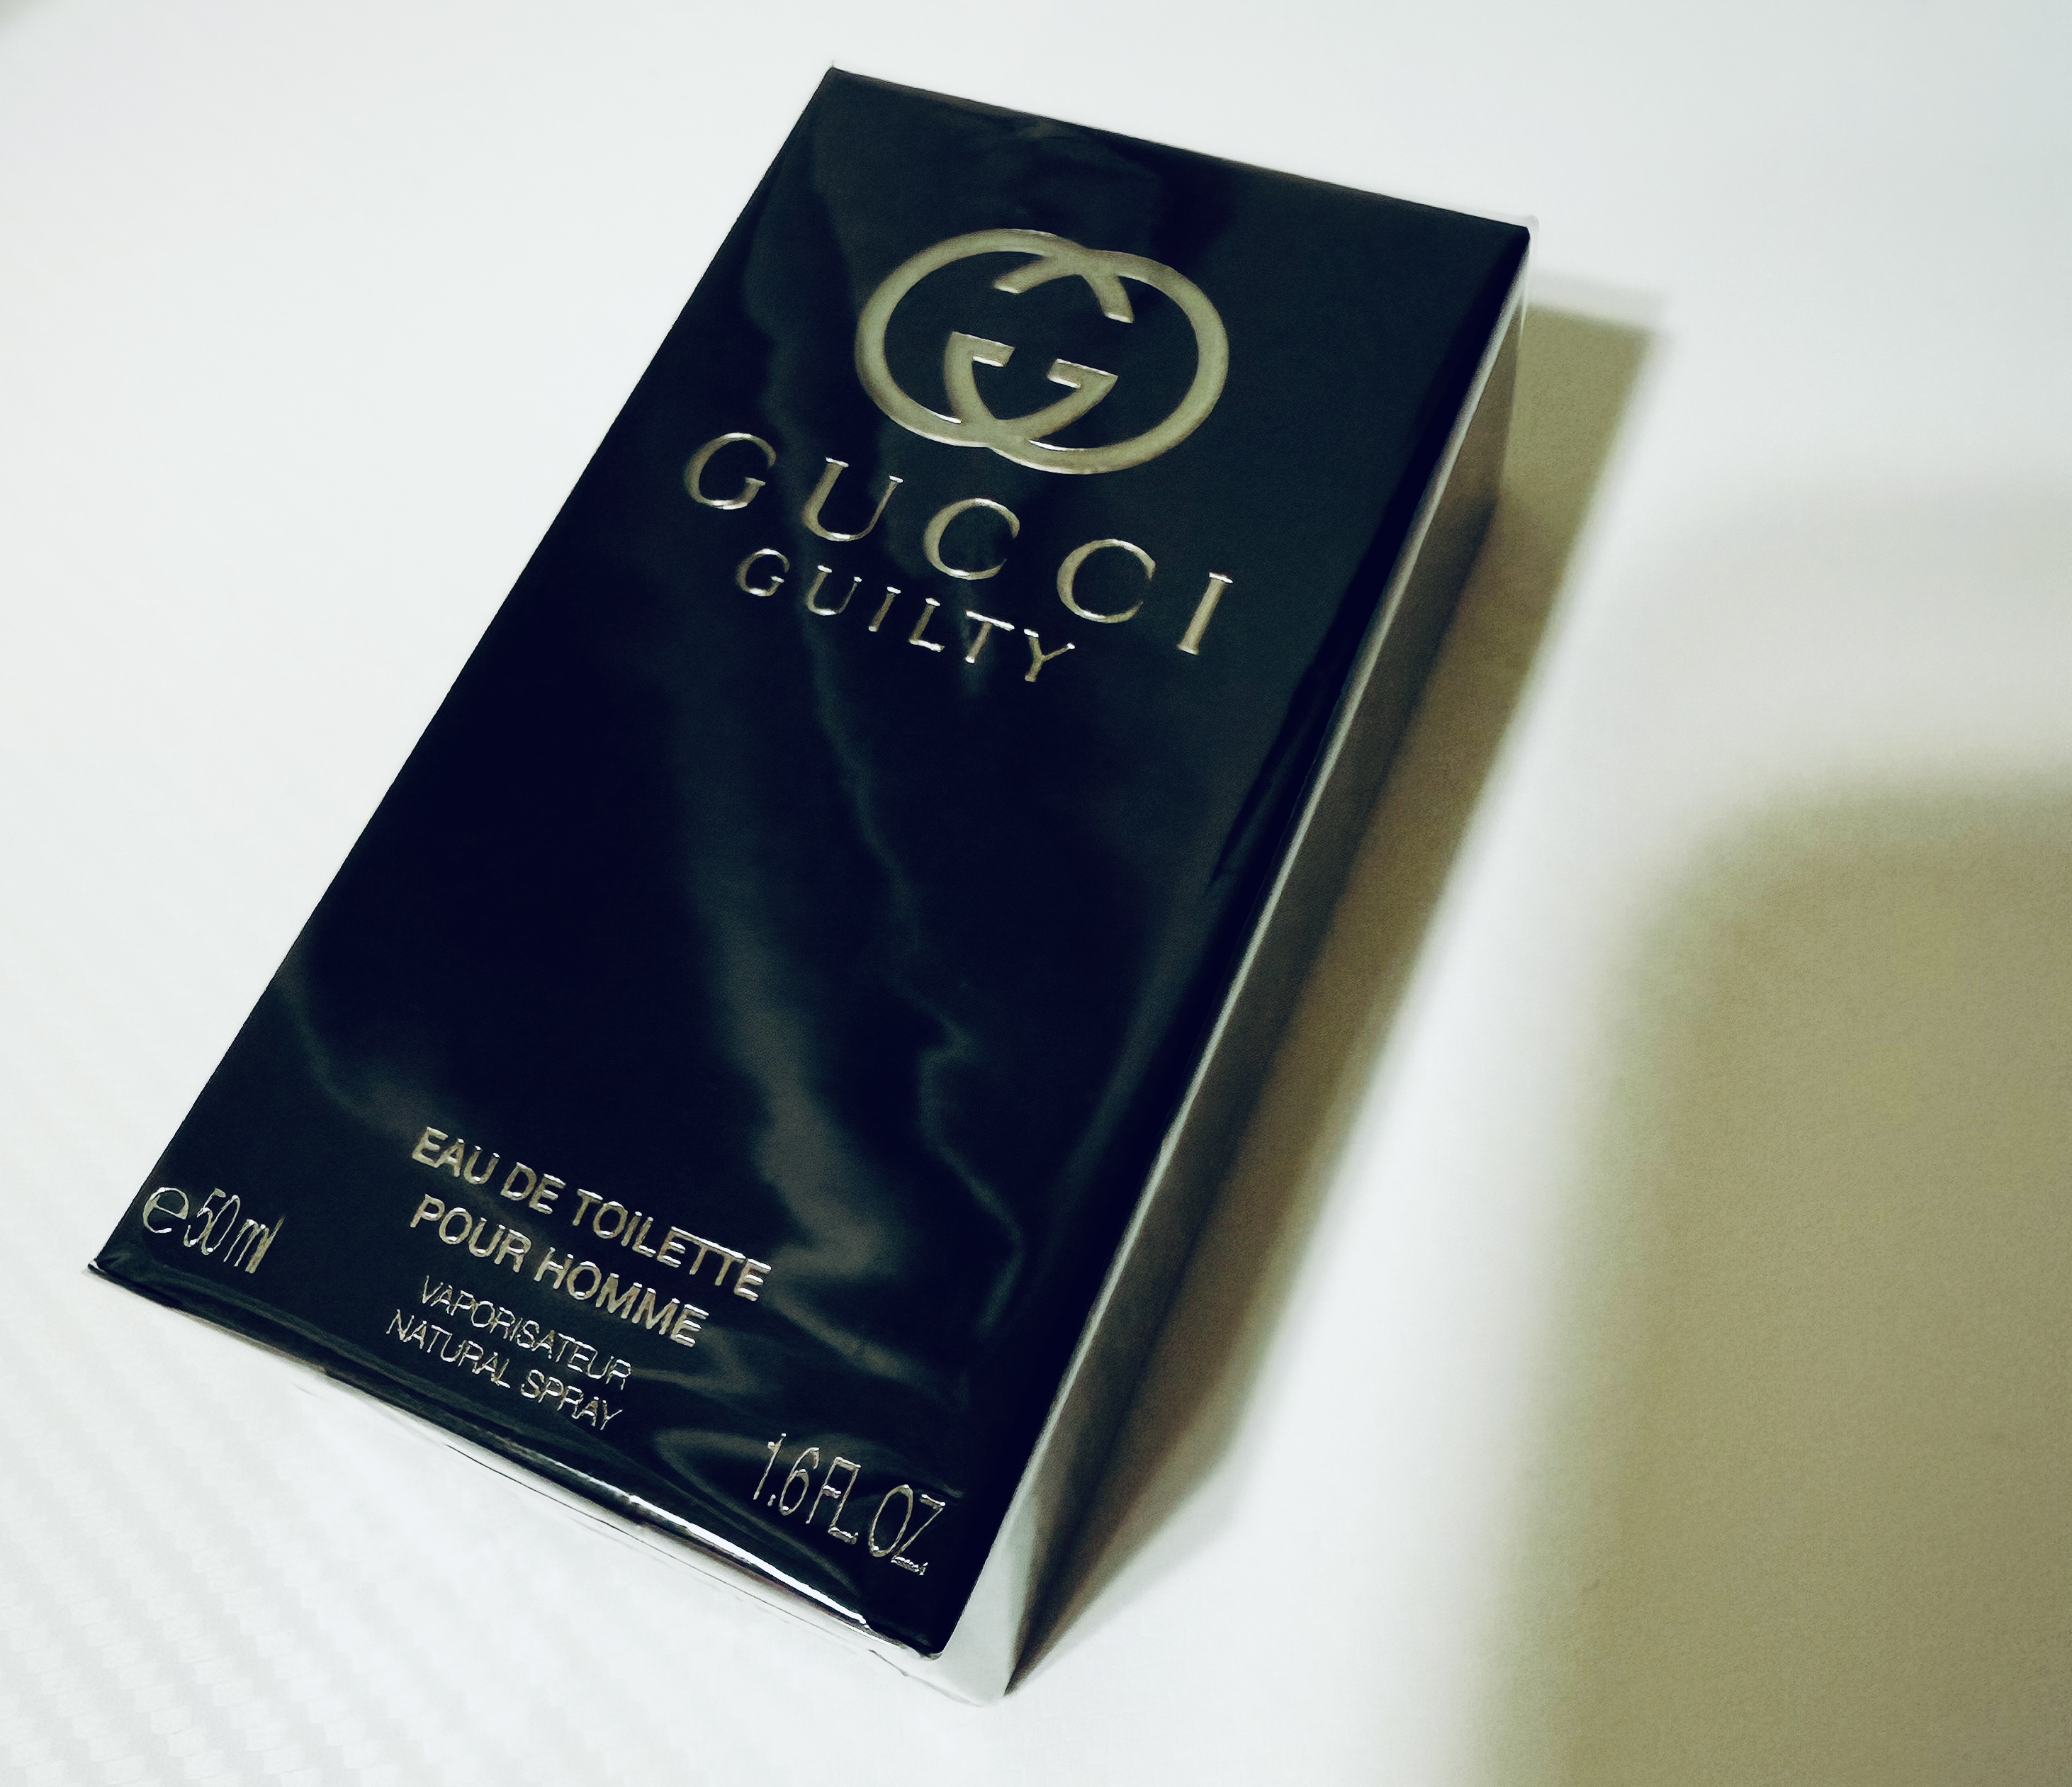 GUCCI
GUILTY
EAU DE TOILETTE
POUR HOMME
VAPORISATEUR
NATURAL SPRAY
e 50 ml
1.6 FL. OZ